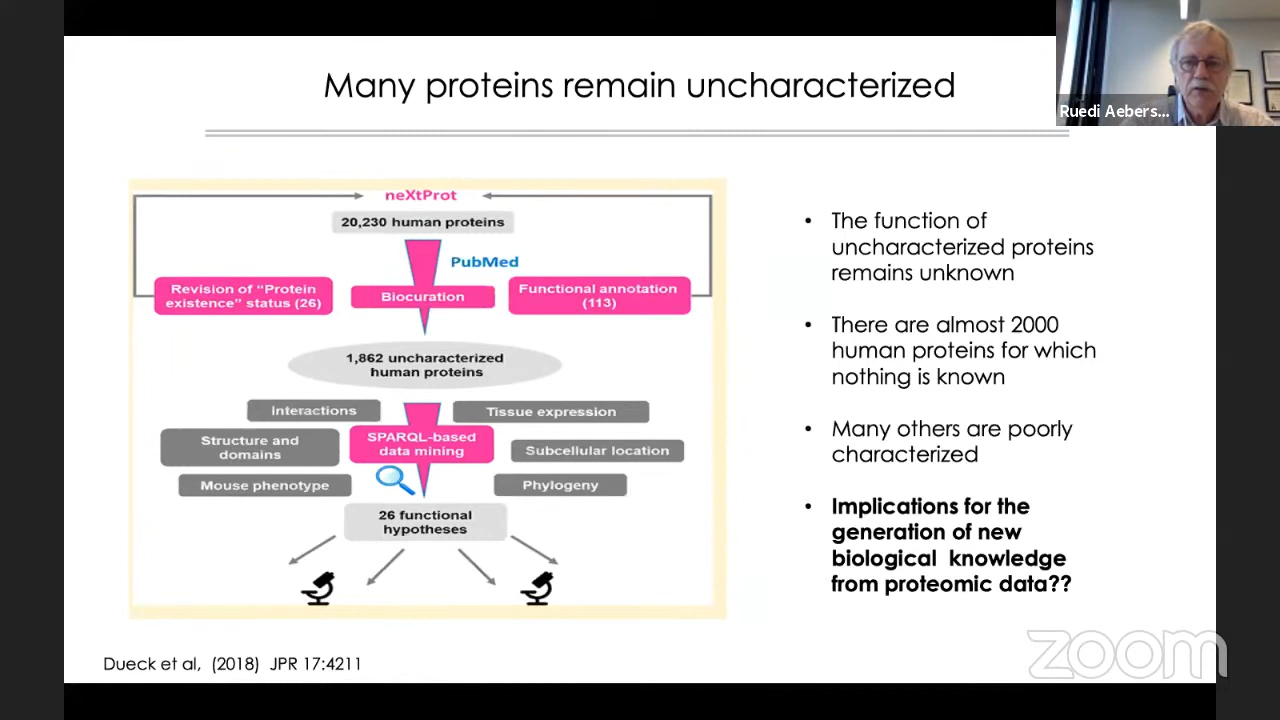 Many proteins remain uncharacterized
Ruedi Aebers...
neXtProt
20,230 human proteins
PubMed
Revision of "Protein
existence" status (26)
Biocuration
Functional annotation
(113)
1,862 uncharacterized
human proteins
Interactions
Tissue expression
Structure and
domains
SPARQL-based
data mining
Subcellular location
Mouse phenotype
Phylogeny
26 functional
hypotheses
• The function of
uncharacterized proteins
remains unknown
• There are almost 2000
human proteins for which
nothing is known
• Many others are poorly
characterized
• Implications for the
generation of new
biological knowledge
from proteomic data??
Dueck et al, (2018) JPR 17:4211
zoom